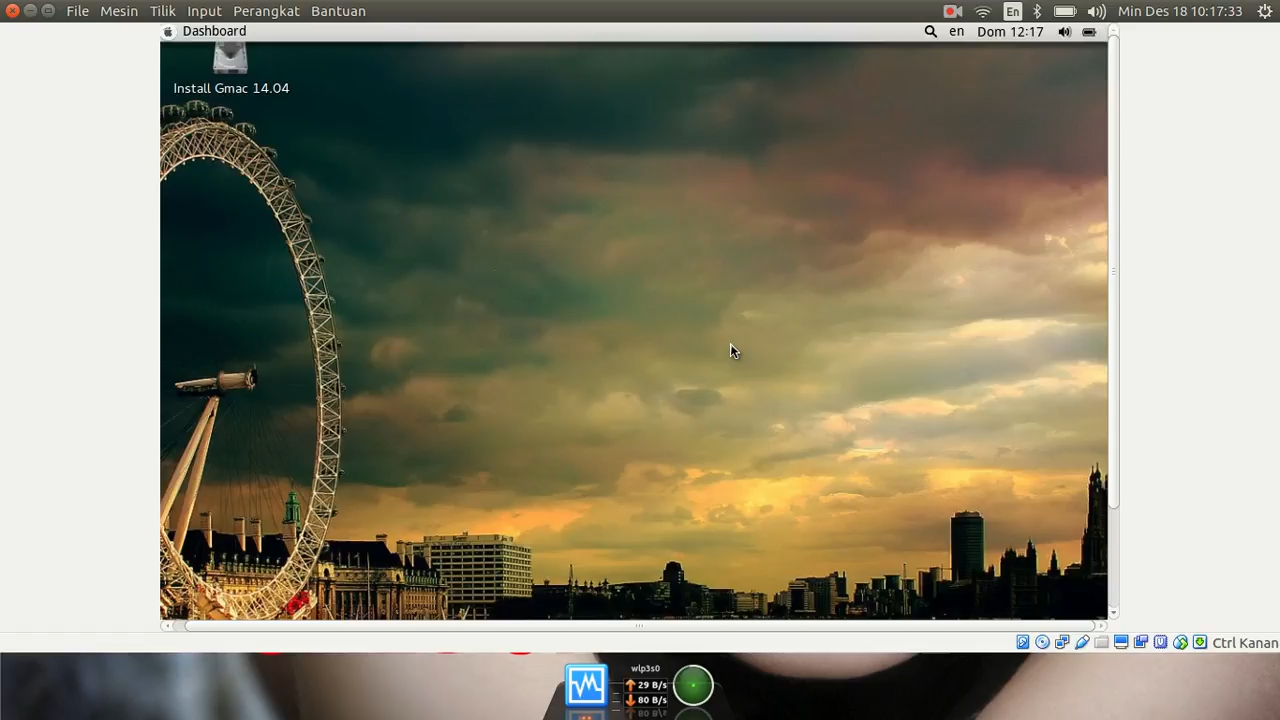 File Mesin Tilik Input Perangkat Bantuan En Min Des 18 10:17:33
Dashboard en Dom 12:17
Install Gmac 14.04
Ctrl Kanan
wlp3s0
29 B/s
80 B/s